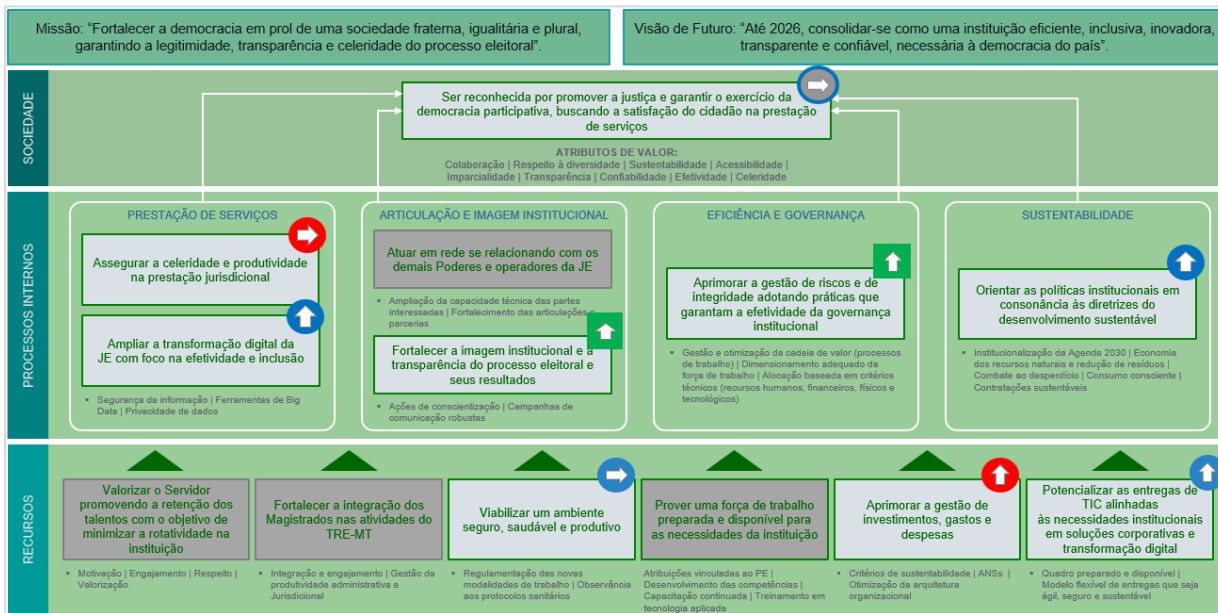 Missão: “Fortalecer a democracia em prol de uma sociedade fraterna, igualitária e plural,
garantindo a legitimidade, transparência e celeridade do processo eleitoral”.
Visão de Futuro: “Até 2026, consolidar-se como uma instituição eficiente, inclusiva, inovadora,
transparente e confiável, necessária à democracia do país”.
SOCIEDADE
Ser reconhecida por promover a justiça e garantir o exercício da
democracia participativa, buscando a satisfação do cidadão na prestação
de serviços
ATRIBUTOS DE VALOR:
Colaboração | Respeito à diversidade | Sustentabilidade | Acessibilidade |
Imparcialidade | Transparência | Confiabilidade | Efetividade | Celeridade
PROCESSOS INTERNOS
PRESTAÇÃO DE SERVIÇOS
Assegurar a celeridade e produtividade
na prestação jurisdicional
Ampliar a transformação digital da
JE com foco na efetividade e inclusão
▪ Segurança da informação | Ferramentas de Big
Data | Privacidade de dados
ARTICULAÇÃO E IMAGEM INSTITUCIONAL
Atuar em rede se relacionando com os
demais Poderes e operadores da JE
▪ Ampliação da capacidade técnica das partes
interessadas | Fortalecimento das articulações e
parcerias
Fortalecer a imagem institucional e a
transparência do processo eleitoral e
seus resultados
▪ Ações de conscientização | Campanhas de
comunicação robustas
EFICIÊNCIA E GOVERNANÇA
Aprimorar a gestão de riscos e de
integridade adotando práticas que
garantam a efetividade da governança
institucional
▪ Gestão e otimização da cadeia de valor (processos
de trabalho) | Dimensionamento adequado da
força de trabalho | Alocação baseada em critérios
técnicos (recursos humanos, financeiros, físicos e
tecnológicos)
SUSTENTABILIDADE
Orientar as políticas institucionais em
consonância às diretrizes do
desenvolvimento sustentável
▪ Institucionalização da Agenda 2030 | Economia
dos recursos naturais e redução de resíduos |
Combate ao desperdício | Consumo consciente |
Contratações sustentáveis
RECURSOS
Valorizar o Servidor
promovendo a retenção dos
talentos com o objetivo de
minimizar a rotatividade na
instituição
▪ Motivação | Engajamento | Respeito |
Valorização
Fortalecer a integração dos
Magistrados nas atividades do
TRE-MT
▪ Integração e engajamento | Gestão da
produtividade administrativa e
Jurisdicional
Viabilizar um ambiente
seguro, saudável e produtivo
▪ Regulamentação das novas
modalidades de trabalho | Observância
aos protocolos sanitários
Prover uma força de trabalho
preparada e disponível para
as necessidades da instituição
Atribuições vinculadas ao PE |
Desenvolvimento das competências |
Capacitação continuada | Treinamento em
tecnologia aplicada
Aprimorar a gestão de
investimentos, gastos e
despesas
▪ Critérios de sustentabilidade | ANSs |
Otimização da arquitetura
organizacional
Potencializar as entregas de
TIC alinhadas
às necessidades institucionais
em soluções corporativas e
transformação digital
▪ Quadro preparado e disponível |
Modelo flexível de entregas que seja
ágil, seguro e sustentável